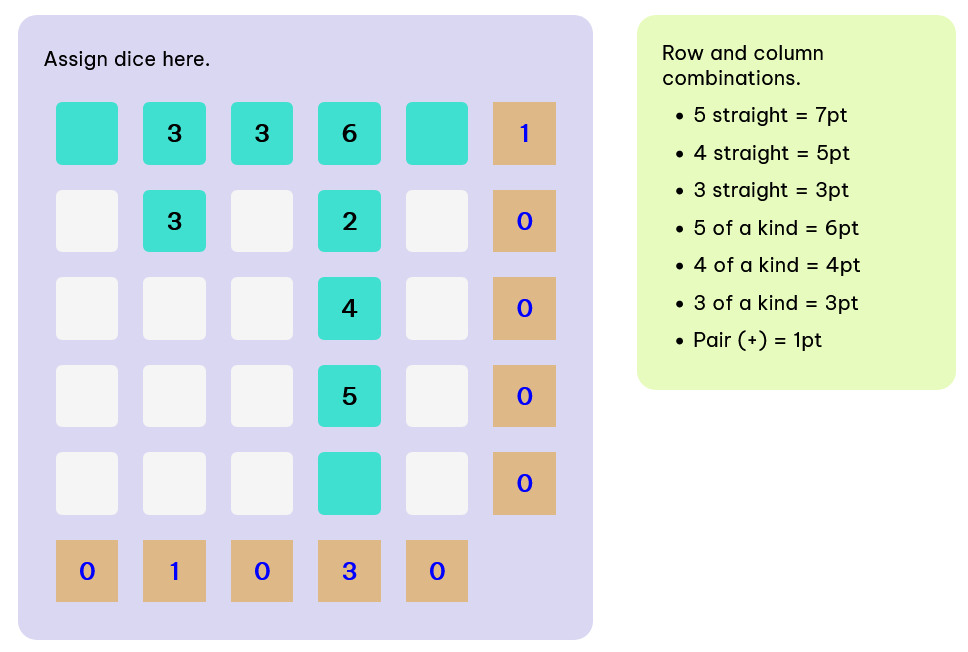 Assign dice here.
3 3 6 1
3 2 0
4 0
5 0
0
0 1 0 3 0
Row and column
combinations.
• 5 straight = 7pt
• 4 straight = 5pt
• 3 straight = 3pt
• 5 of a kind = 6pt
• 4 of a kind = 4pt
• 3 of a kind = 3pt
• Pair (+) = 1pt